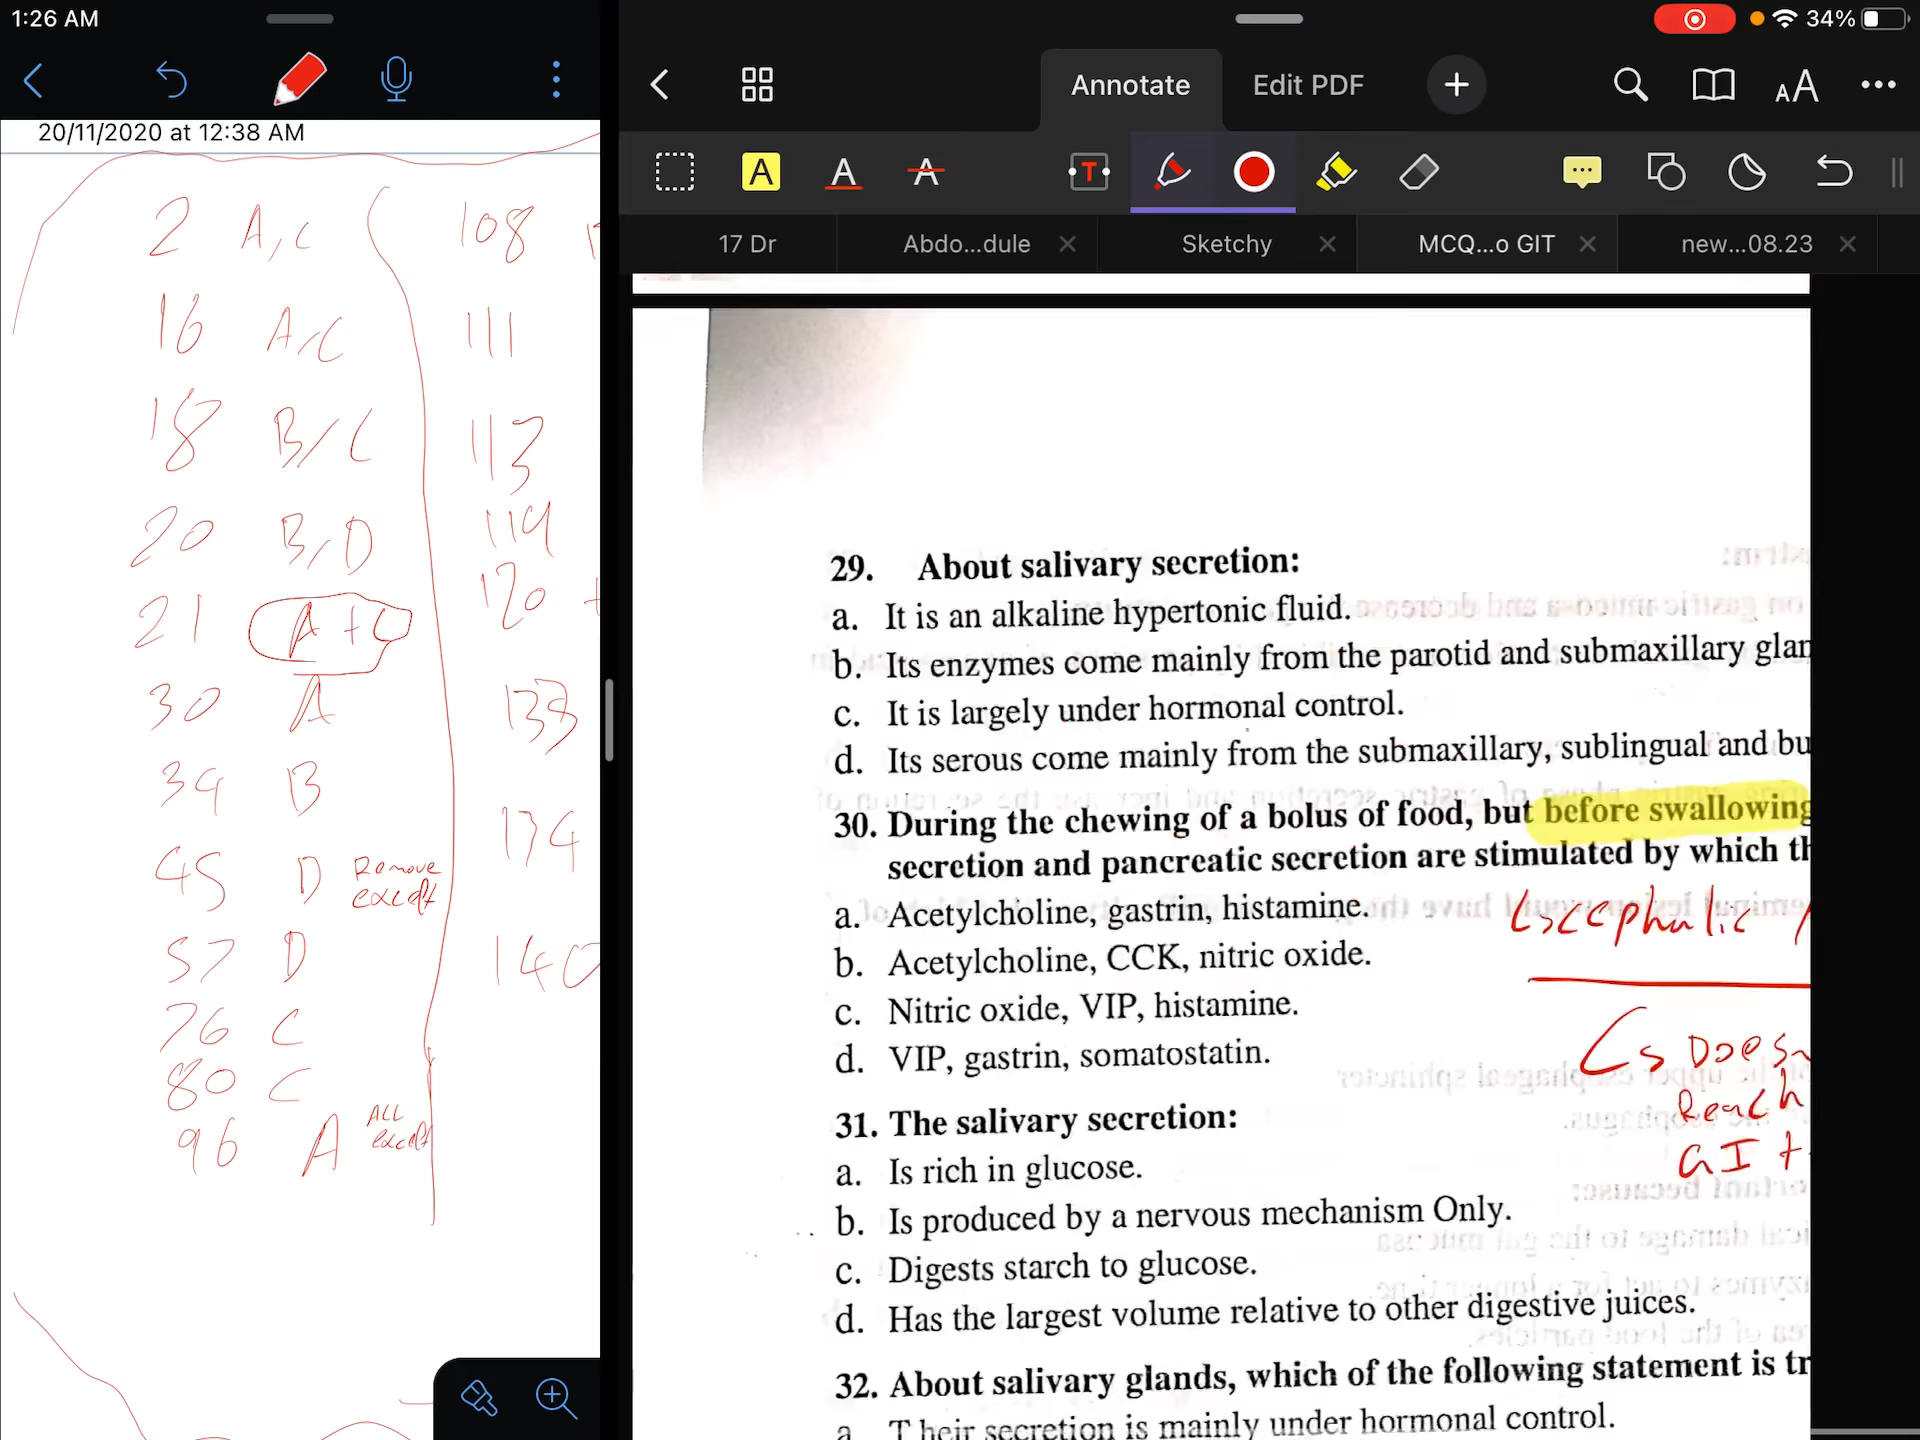 1:26 AM
34%
Annotate
Edit PDF
20/11/2020 at 12:38 AM
17 Dr
Abdo...dule
Sketchy
MCQ...o GIT
new...08.23
2 A,C
16 A,C
18 B/C
20 B/D
21 A+C
30 A
34 B
45 D Remove except
57 D
76 C
80 C
96 A ALL except
108
111
113
114
120 +
138
134
140
29. About salivary secretion:
a. It is an alkaline hypertonic fluid.
b. Its enzymes come mainly from the parotid and submaxillary glan
c. It is largely under hormonal control.
d. Its serous come mainly from the submaxillary, sublingual and bu
30. During the chewing of a bolus of food, but before swallowing
secretion and pancreatic secretion are stimulated by which th
a. Acetylcholine, gastrin, histamine.
b. Acetylcholine, CCK, nitric oxide.
c. Nitric oxide, VIP, histamine.
d. VIP, gastrin, somatostatin.
cephalic
Doesn
Reach
GI t
31. The salivary secretion:
a. Is rich in glucose.
b. Is produced by a nervous mechanism Only.
c. Digests starch to glucose.
d. Has the largest volume relative to other digestive juices.
32. About salivary glands, which of the following statement is tr
a T heir secretion is mainly under hormonal control.